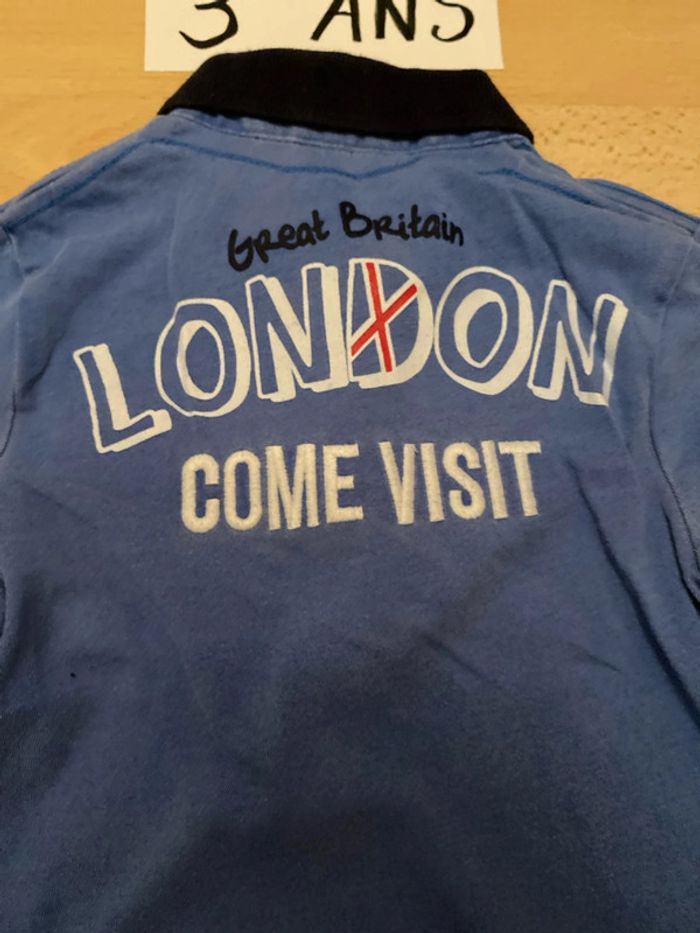 3 ANS
Great Britain
LONDON
COME VISIT